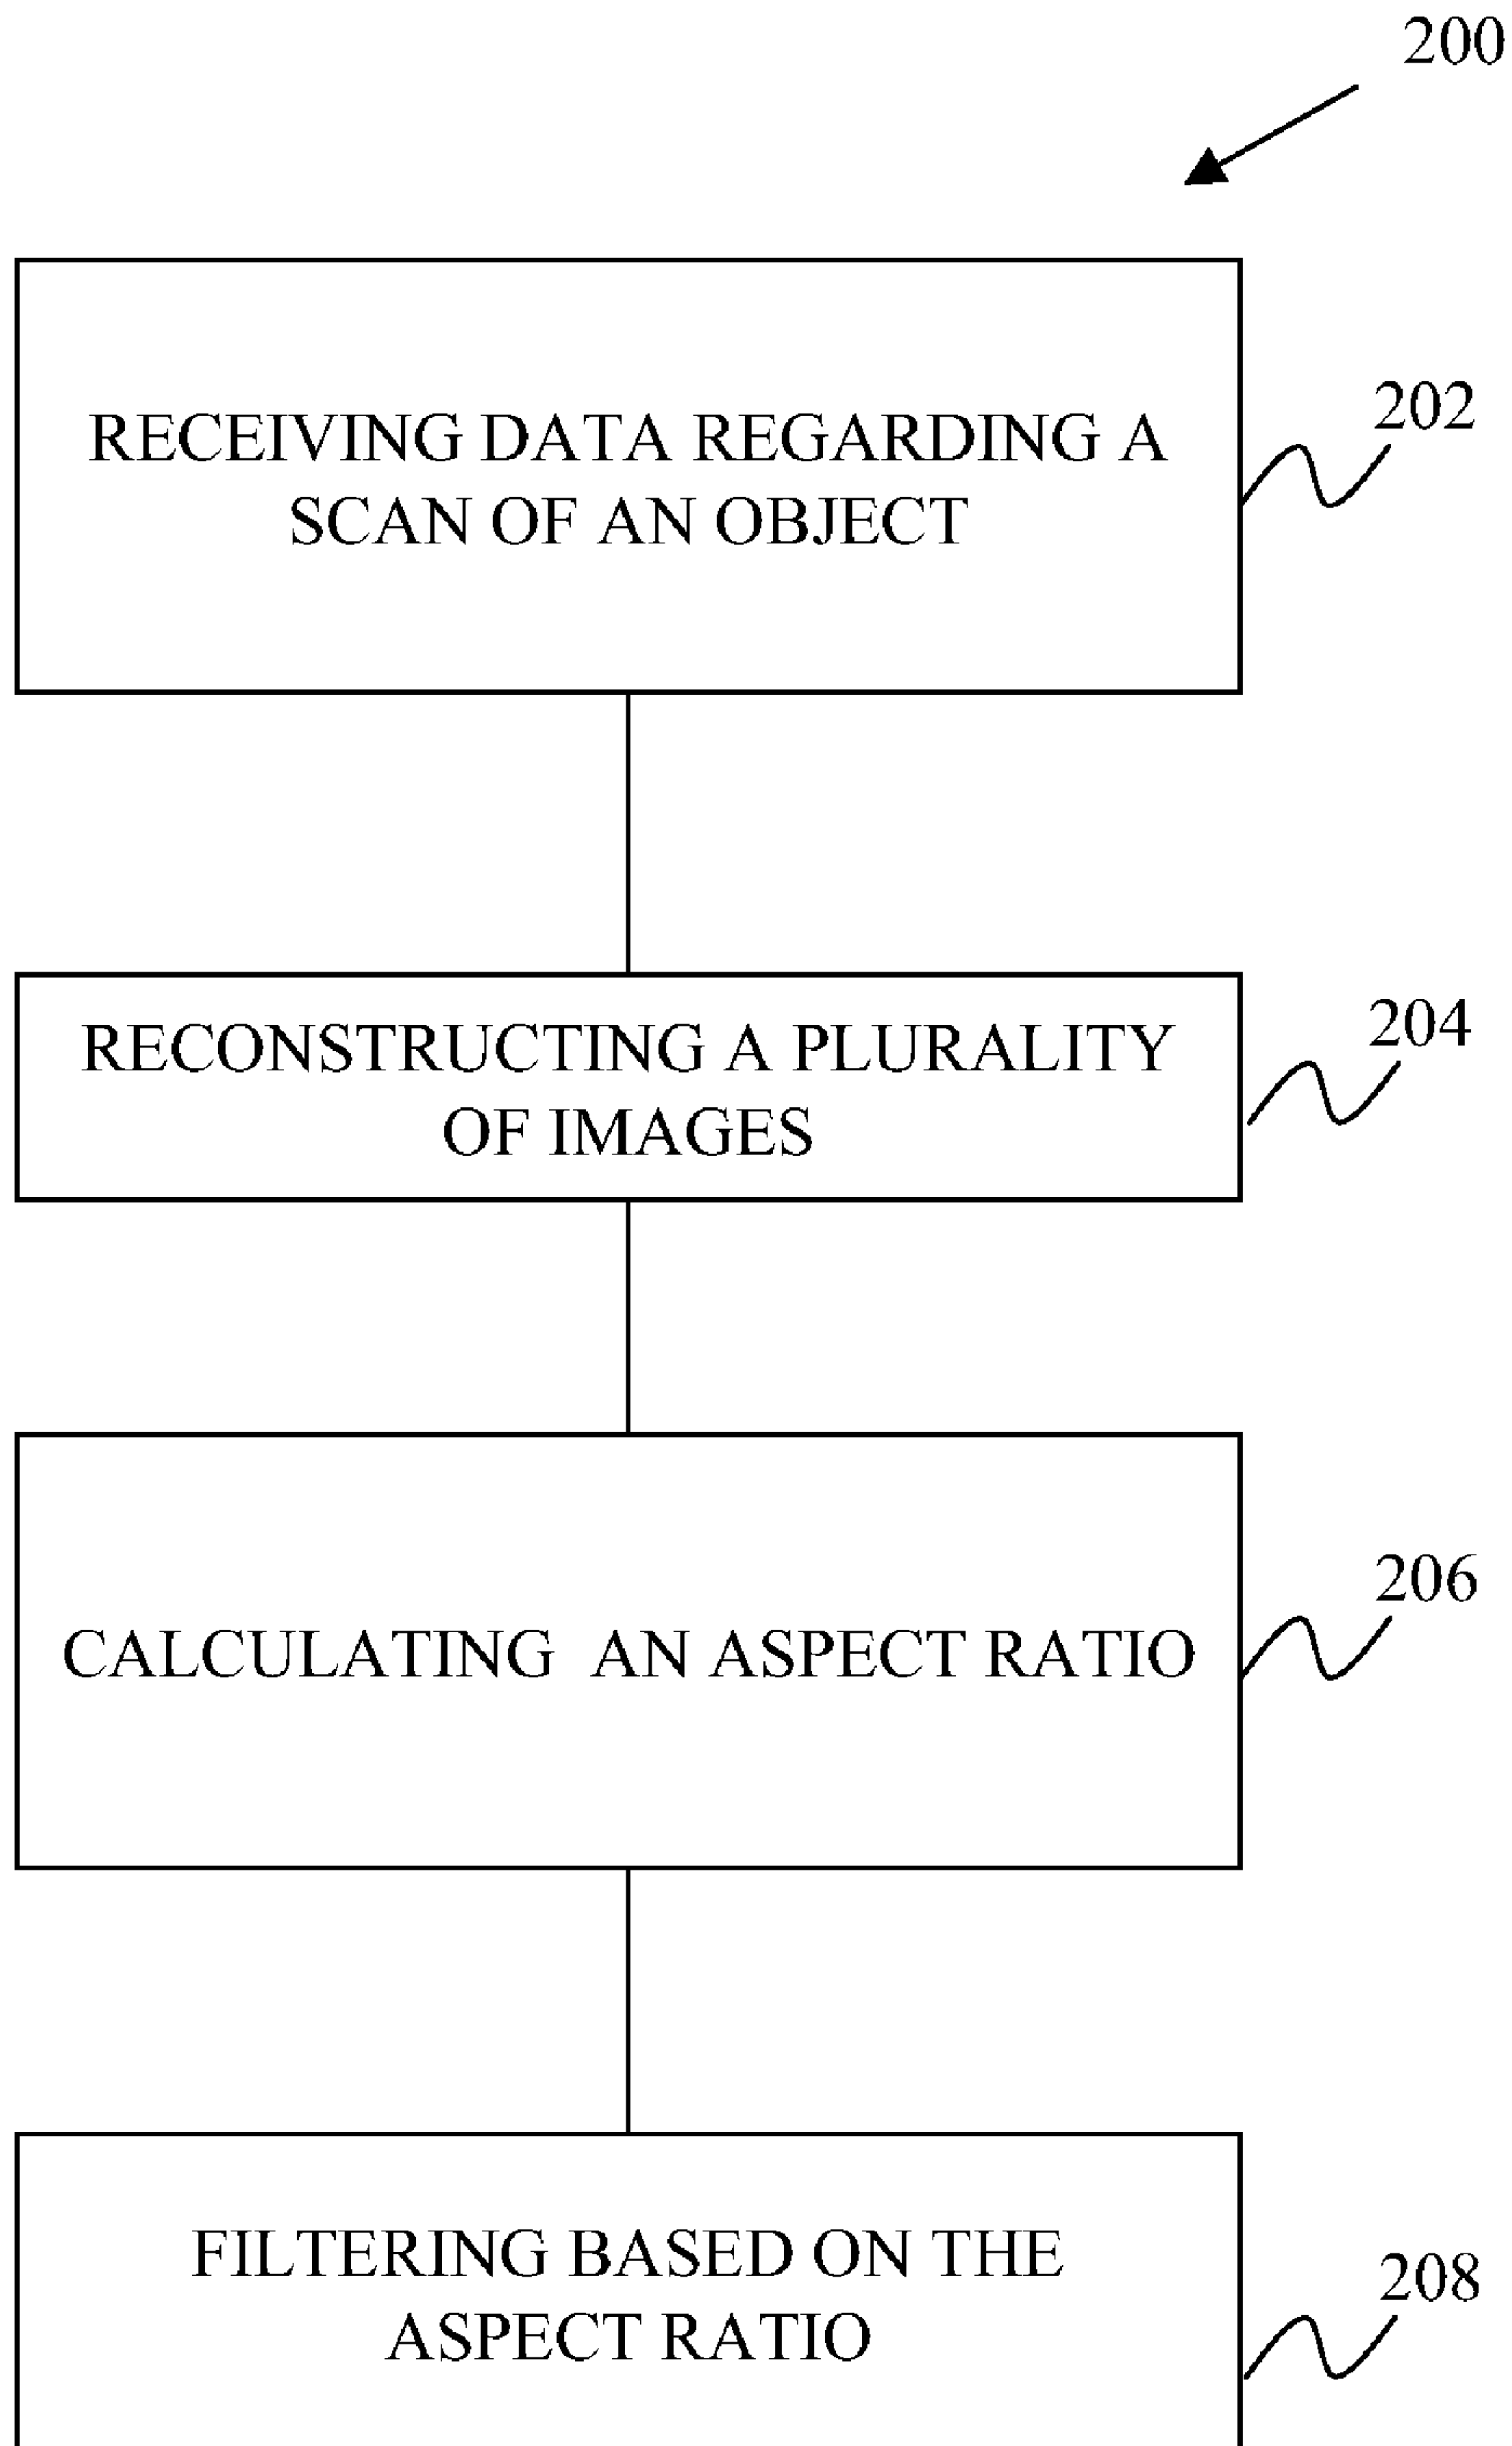 200
RECEIVING DATA REGARDING A
SCAN OF AN OBJECT
202
RECONSTRUCTING A PLURALITY
OF IMAGES
204
CALCULATING AN ASPECT RATIO
206
FILTERING BASED ON THE
ASPECT RATIO
208